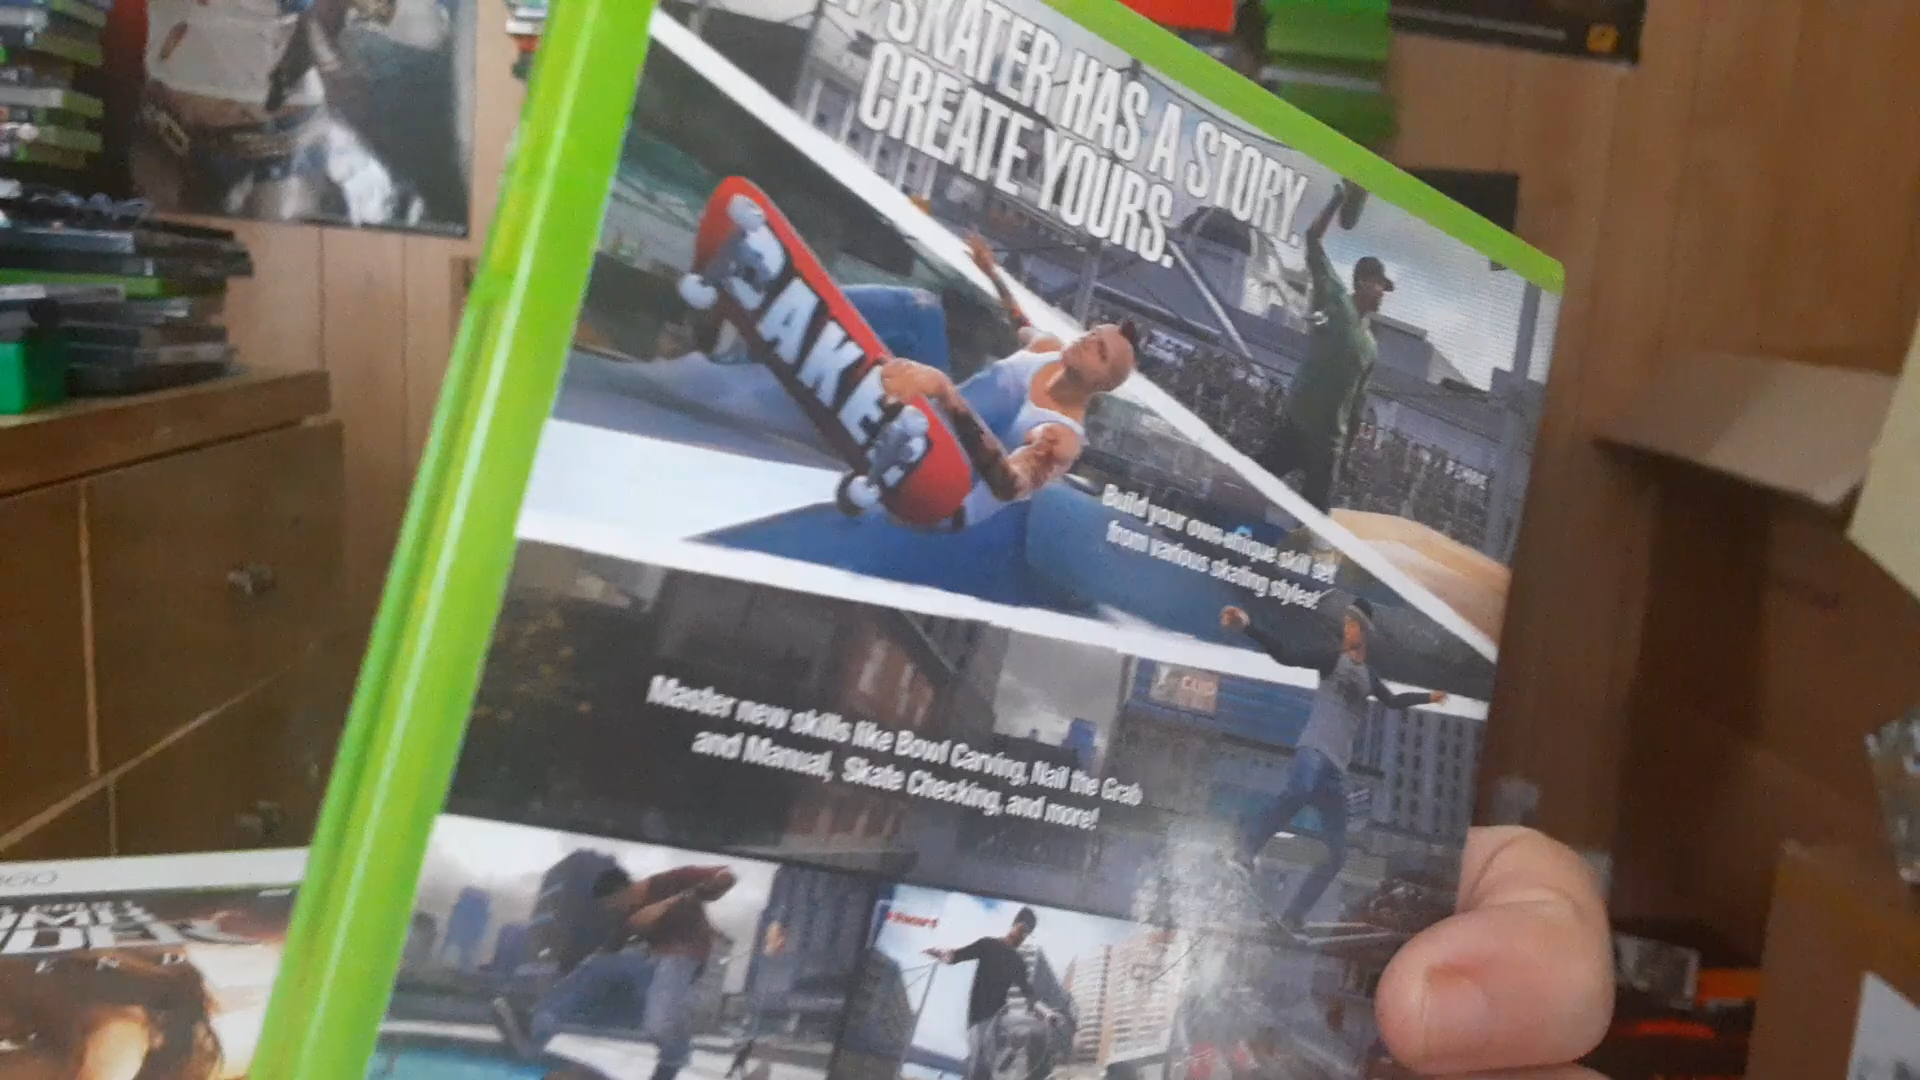 SKATER HAS A STORY.
CREATE YOURS.
BAKER
Build your own unique skill set
from various skating styles!
Master new skills like Bowl Carving, Nail the Grab
and Manual, Skate Checking, and more!
360